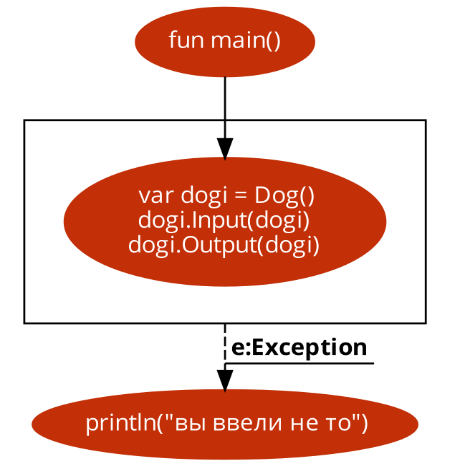 fun main()
var dogi = Dog()
dogi.Input(dogi)
dogi.Output(dogi)
e:Exception
println("вы ввели не то")